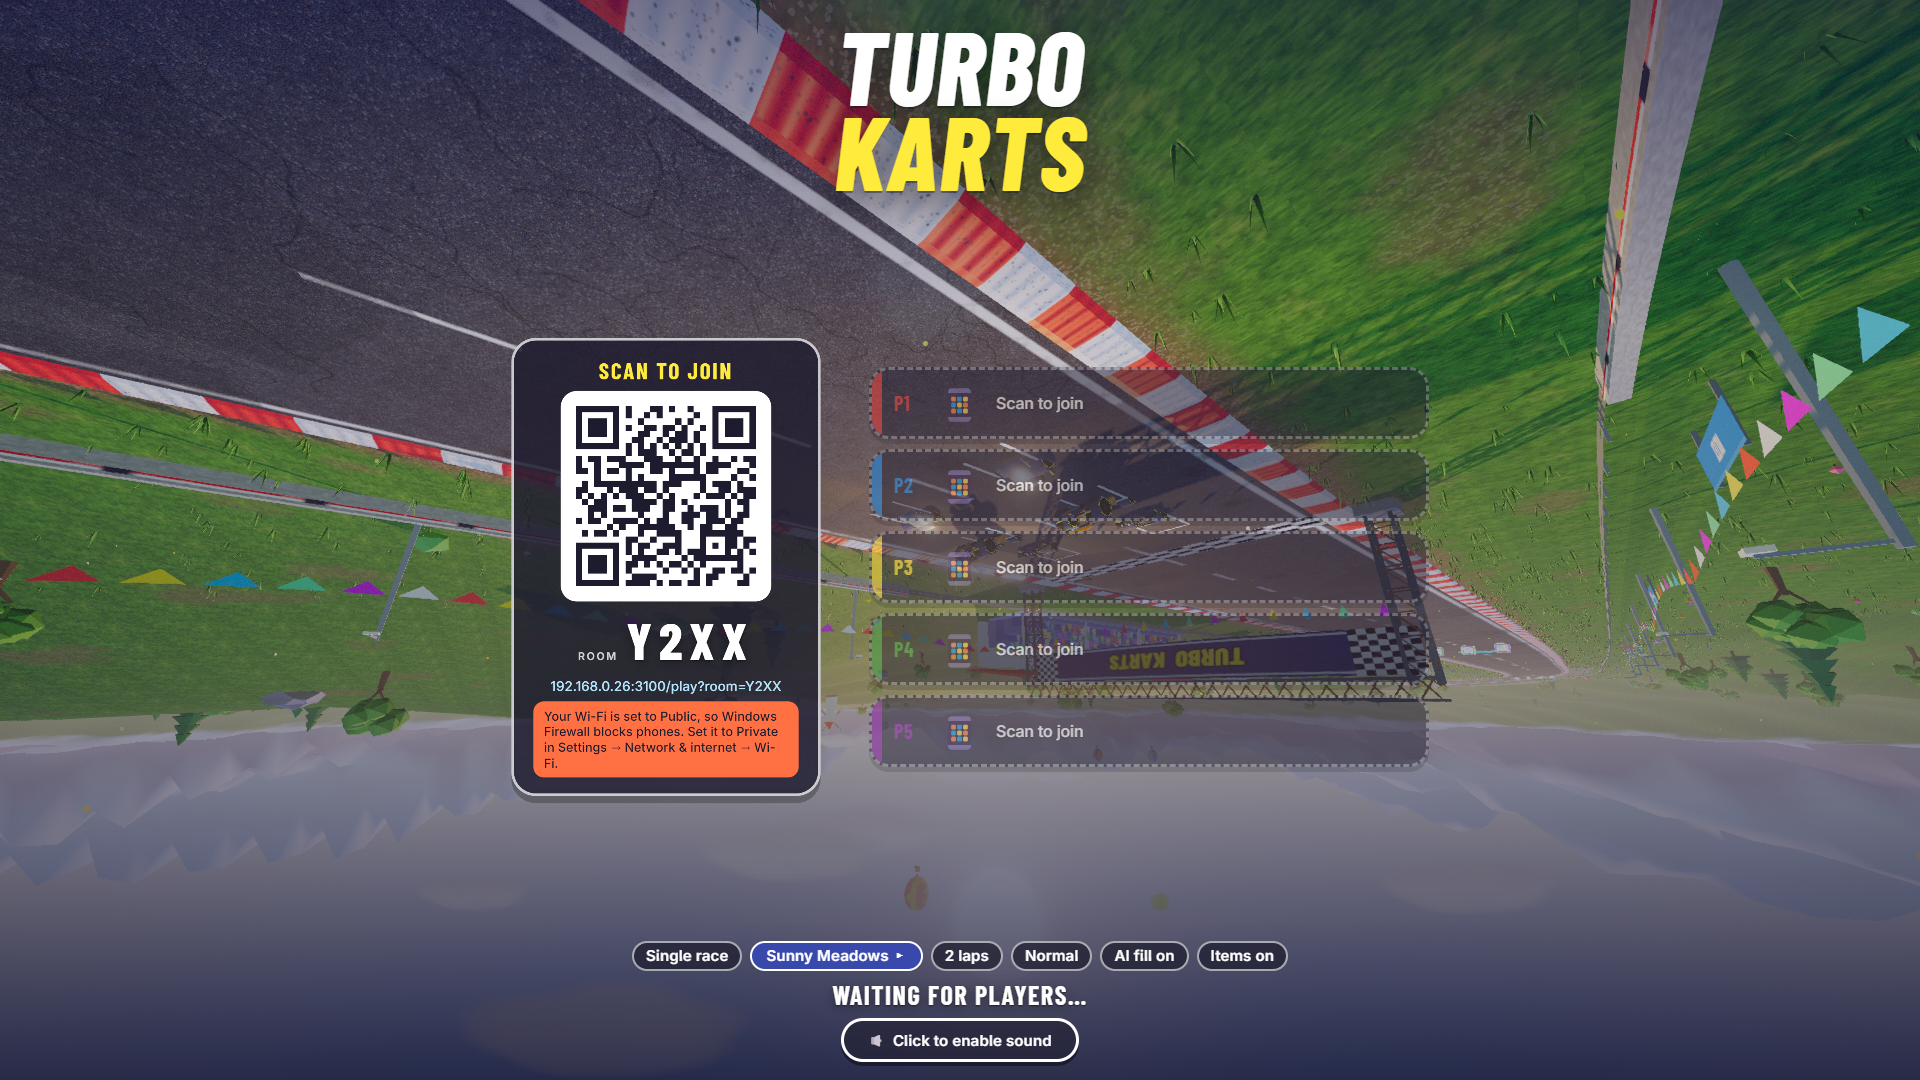 TURBO
KARTS
SCAN TO JOIN
ROOM Y2XX
192.168.0.26:3100/play?room=Y2XX
Your Wi-Fi is set to Public, so Windows
Firewall blocks phones. Set it to Private
in Settings → Network & internet → Wi-
Fi.
P1 Scan to join
P2 Scan to join
P3 Scan to join
P4 Scan to join
P5 Scan to join
TURBO KARTS
Single race
Sunny Meadows ▸
2 laps
Normal
AI fill on
Items on
WAITING FOR PLAYERS...
Click to enable sound